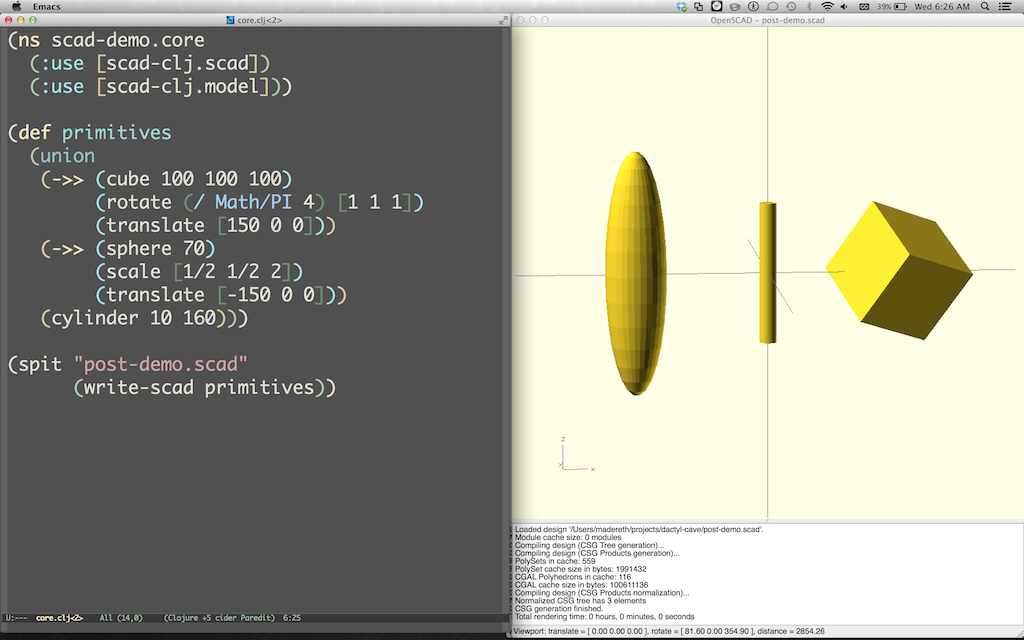 Emacs
39%
Wed 6:26 AM
core.clj<2>
(ns scad-demo.core
(:use [scad-clj.scad])
(:use [scad-clj.model]))
(def primitives
(union
(->> (cube 100 100 100)
(rotate (/ Math/PI 4) [1 1 1])
(translate [150 0 0]))
(->> (sphere 70)
(scale [1/2 1/2 2])
(translate [-150 0 0]))
(cylinder 10 160)))
(spit "post-demo.scad"
(write-scad primitives))
U:--- core.clj<2> All (14,0) (Clojure +5 cider Paredit) 6:25
OpenSCAD – post-demo.scad
z
y
x
Loaded design '/Users/madereth/projects/dactyl-cave/post-demo.scad'.
Module cache size: 0 modules
Compiling design (CSG Tree generation)...
Compiling design (CSG Products generation)...
PolySets in cache: 559
PolySet cache size in bytes: 1991432
CGAL Polyhedrons in cache: 116
CGAL cache size in bytes: 100611136
Compiling design (CSG Products normalization)...
Normalized CSG tree has 3 elements
CSG generation finished.
Total rendering time: 0 hours, 0 minutes, 0 seconds
Viewport: translate = [ 0.00 0.00 0.00 ], rotate = [ 81.60 0.00 354.90 ], distance = 2854.26